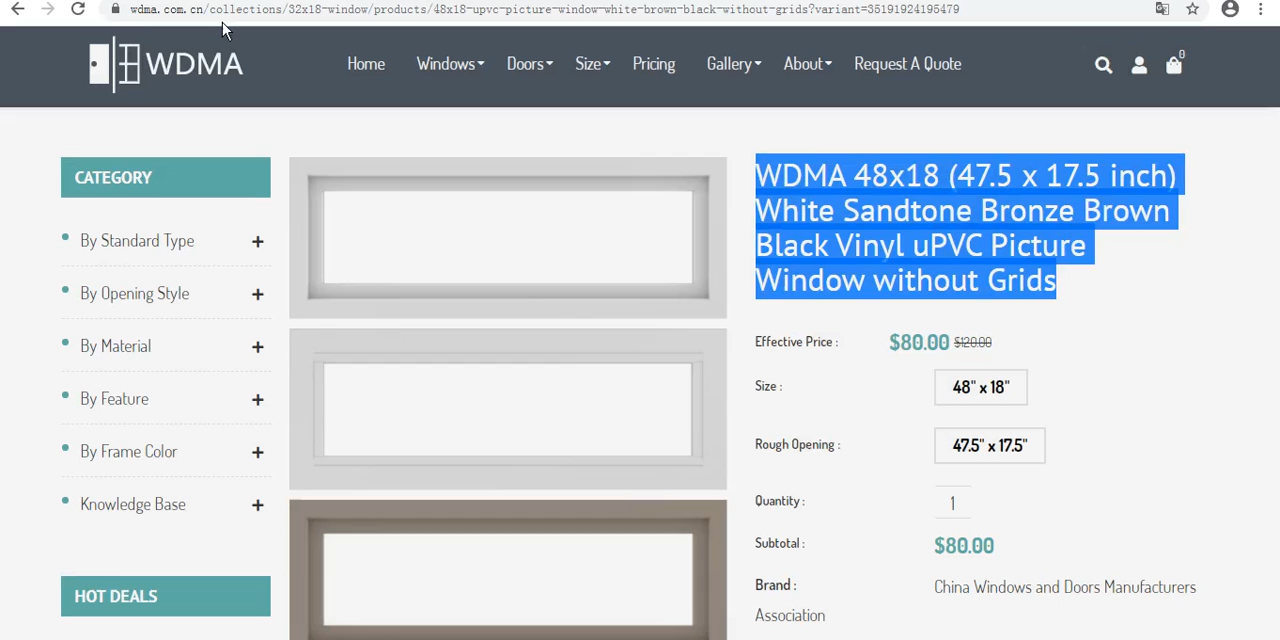 wdma.com.cn/collections/32x18-window/products/48x18-upvc-picture-window-white-brown-black-without-grids?variant=35191924195479
WDMA
Home Windows Doors Size Pricing Gallery About Request A Quote
0
CATEGORY
By Standard Type +
By Opening Style +
By Material +
By Feature +
By Frame Color +
Knowledge Base +
HOT DEALS
WDMA 48x18 (47.5 x 17.5 inch)
White Sandtone Bronze Brown
Black Vinyl uPVC Picture
Window without Grids
Effective Price : $80.00 $120.00
Size : 48" x 18"
Rough Opening : 47.5" x 17.5"
Quantity : 1
Subtotal : $80.00
Brand : China Windows and Doors Manufacturers
Association